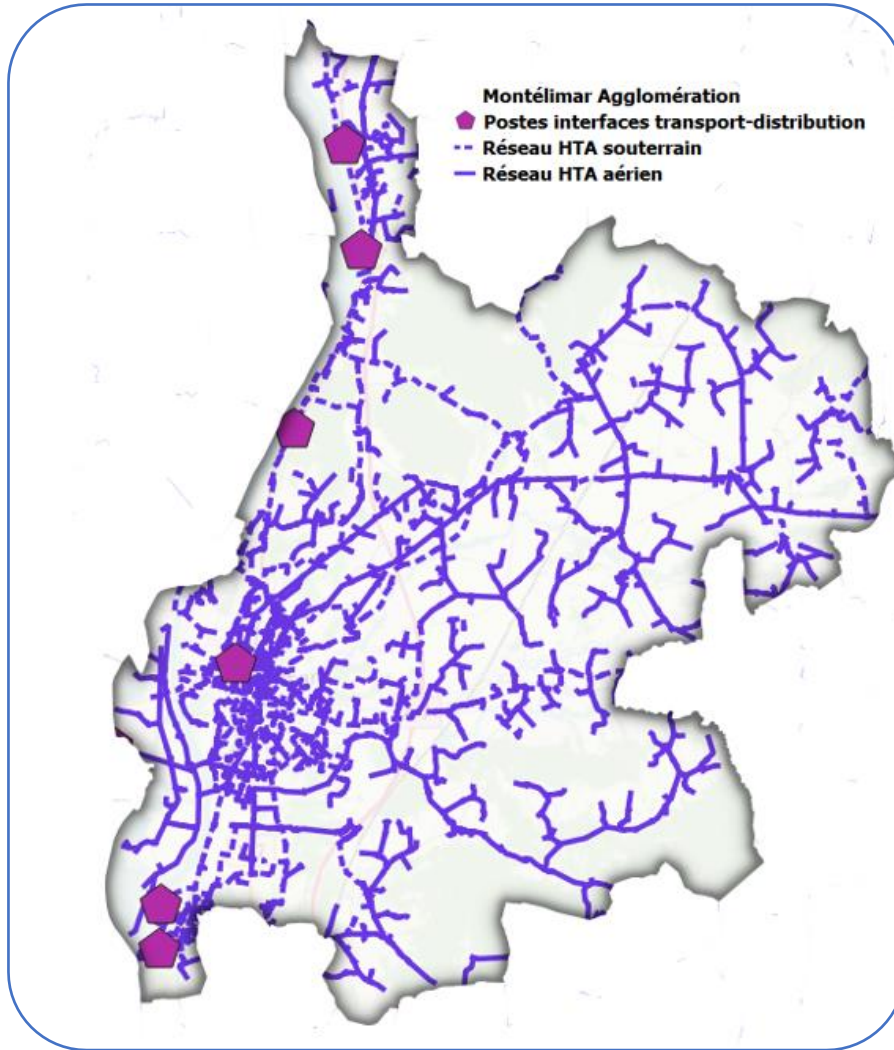 Montélimar Agglomération
Postes interfaces transport-distribution
Réseau HTA souterrain
Réseau HTA aérien